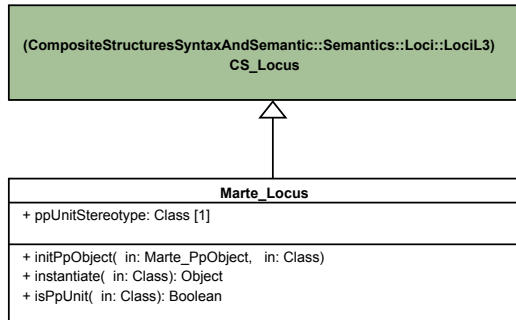 (CompositeStructuresSyntaxAndSemantic::Semantics::Loci::LociL3)
CS_Locus
Marte_Locus
+ ppUnitStereotype: Class [1]
+ initPpObject( in: Marte_PpObject, in: Class)
+ instantiate( in: Class): Object
+ isPpUnit( in: Class): Boolean